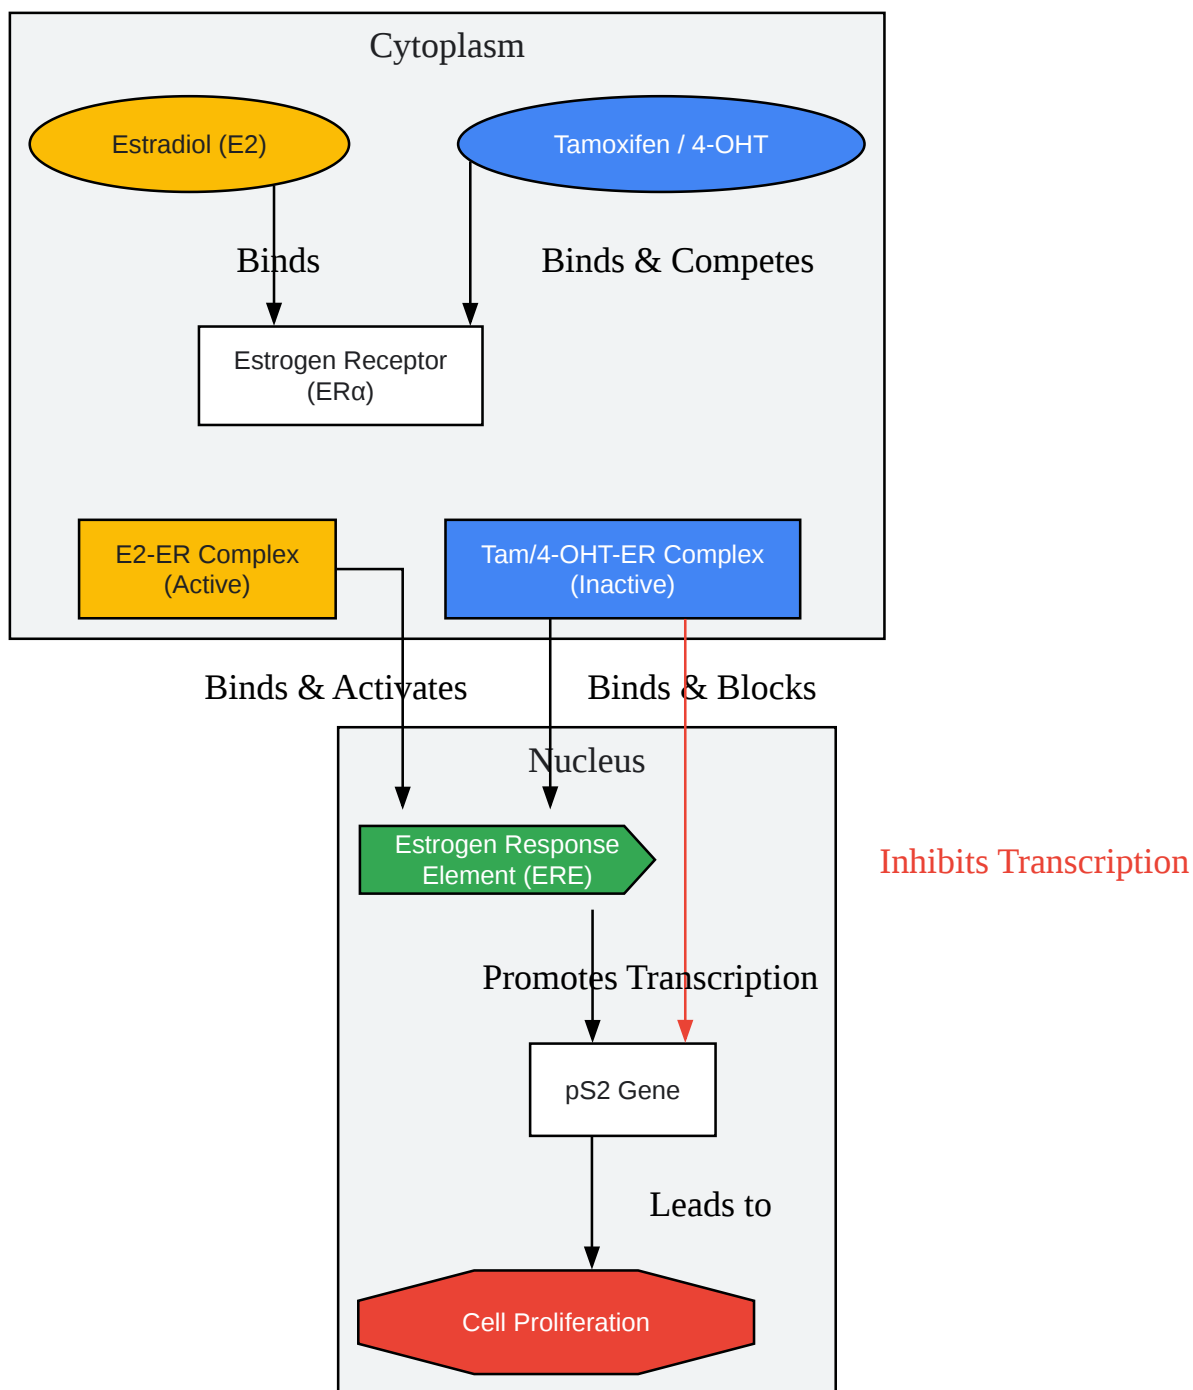 Cytoplasm
Estradiol (E2)
Tamoxifen / 4-OHT
Binds
Binds & Competes
Estrogen Receptor
(ERα)
E2-ER Complex
(Active)
Tam/4-OHT-ER Complex
(Inactive)
Binds & Activates
Binds & Blocks
Nucleus
Estrogen Response
Element (ERE)
Inhibits Transcription
Promotes Transcription
pS2 Gene
Leads to
Cell Proliferation